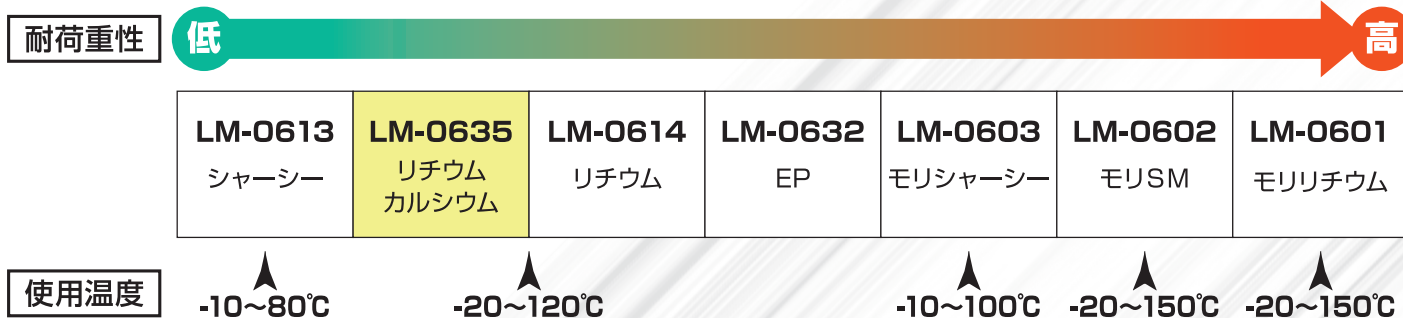 耐荷重性
低
高
LM-0613
シャーシー
LM-0635
リチウム
カルシウム
LM-0614
リチウム
LM-0632
EP
LM-0603
モリシャーシー
LM-0602
モリSM
LM-0601
モリリチウム
使用温度
-10〜80℃
-20〜120℃
-10〜100℃
-20〜150℃
-20〜150℃